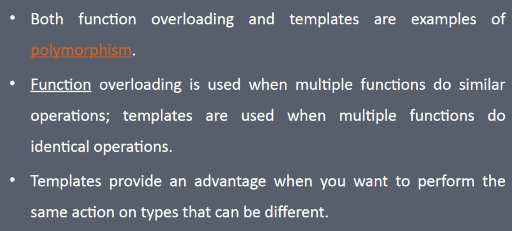 • Both function overloading and templates are examples of
polymorphism.
• Function overloading is used when multiple functions do similar
operations; templates are used when multiple functions do
identical operations.
• Templates provide an advantage when you want to perform the
same action on types that can be different.